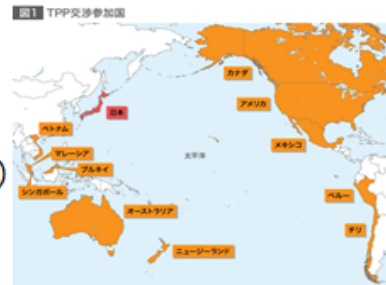 図1 TPP交渉参加国
カナダ
アメリカ
日本
ベトナム
メキシコ
マレーシア
太平洋
ブルネイ
シンガポール
ペルー
オーストラリア
チリ
ニュージーランド